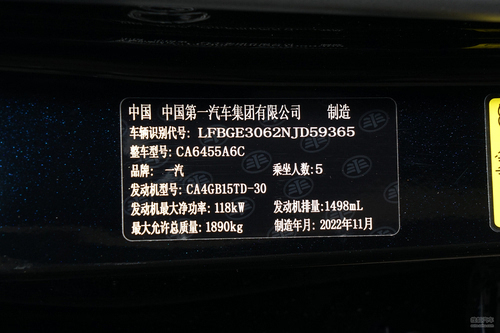 中国 中国第一汽车集团有限公司 制造
车辆识别代号: LFBGE3062NJD59365
整车型号: CA6455A6C
品牌: 一汽 乘坐人数: 5
发动机型号: CA4GB15TD-30
发动机最大净功率: 118kW 发动机排量: 1498mL
最大允许总质量: 1890kg 制造年月: 2022年11月